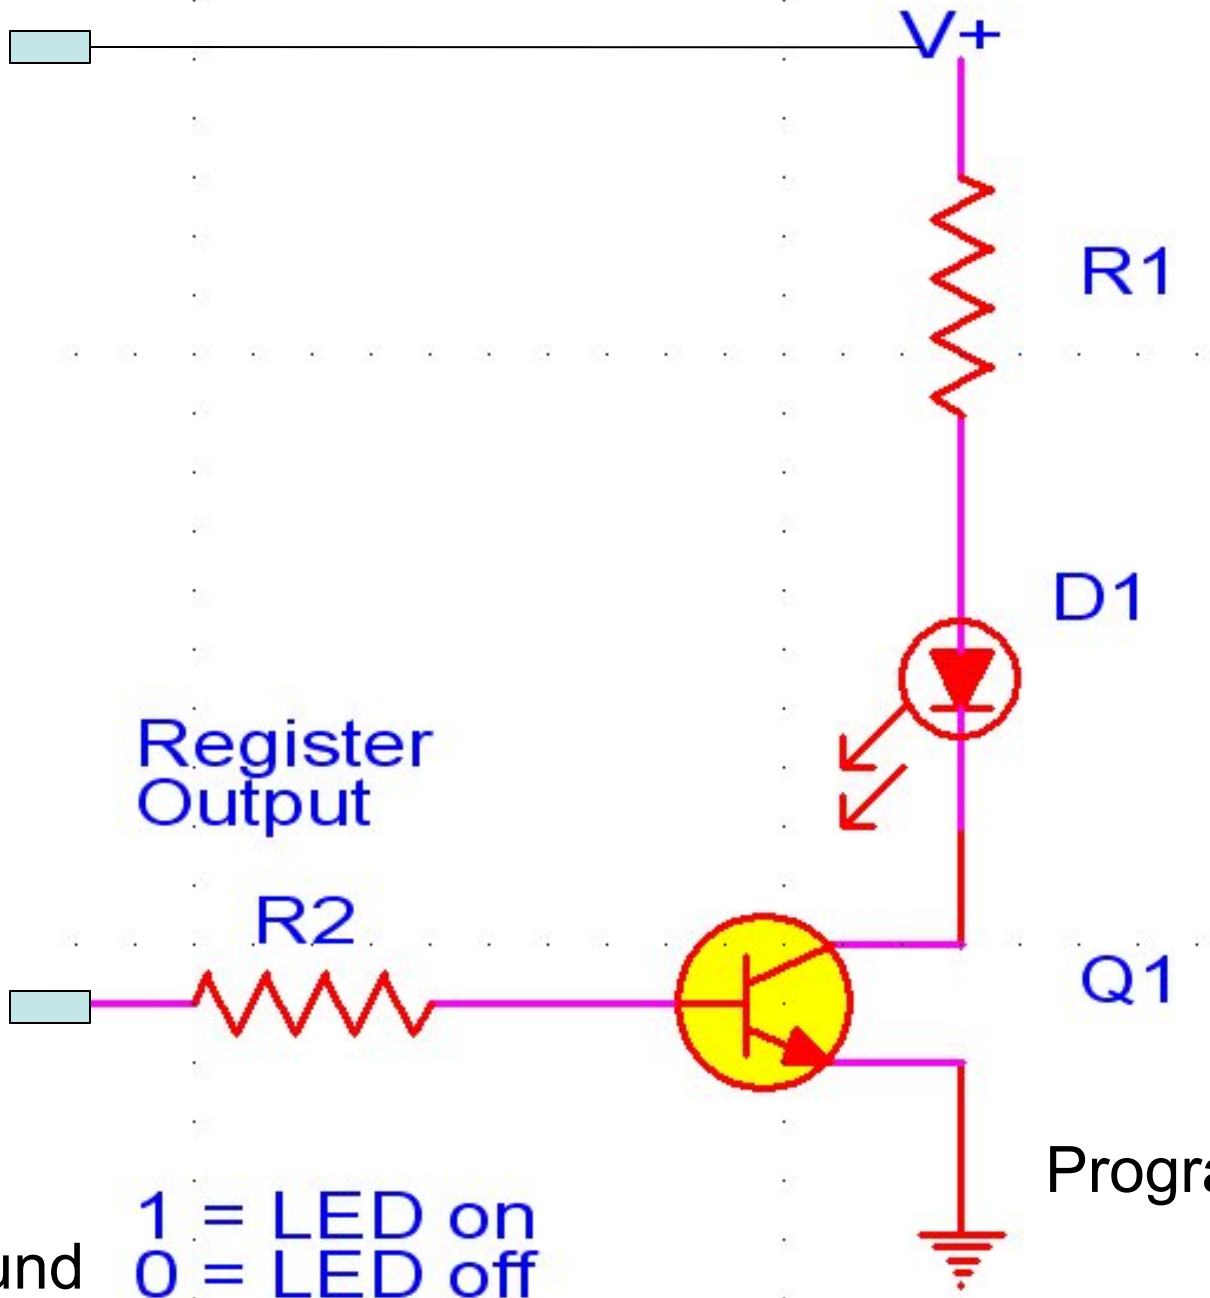 V+
R1
D1
Register
Output
R2
Q1
1 = LED on
0 = LED off